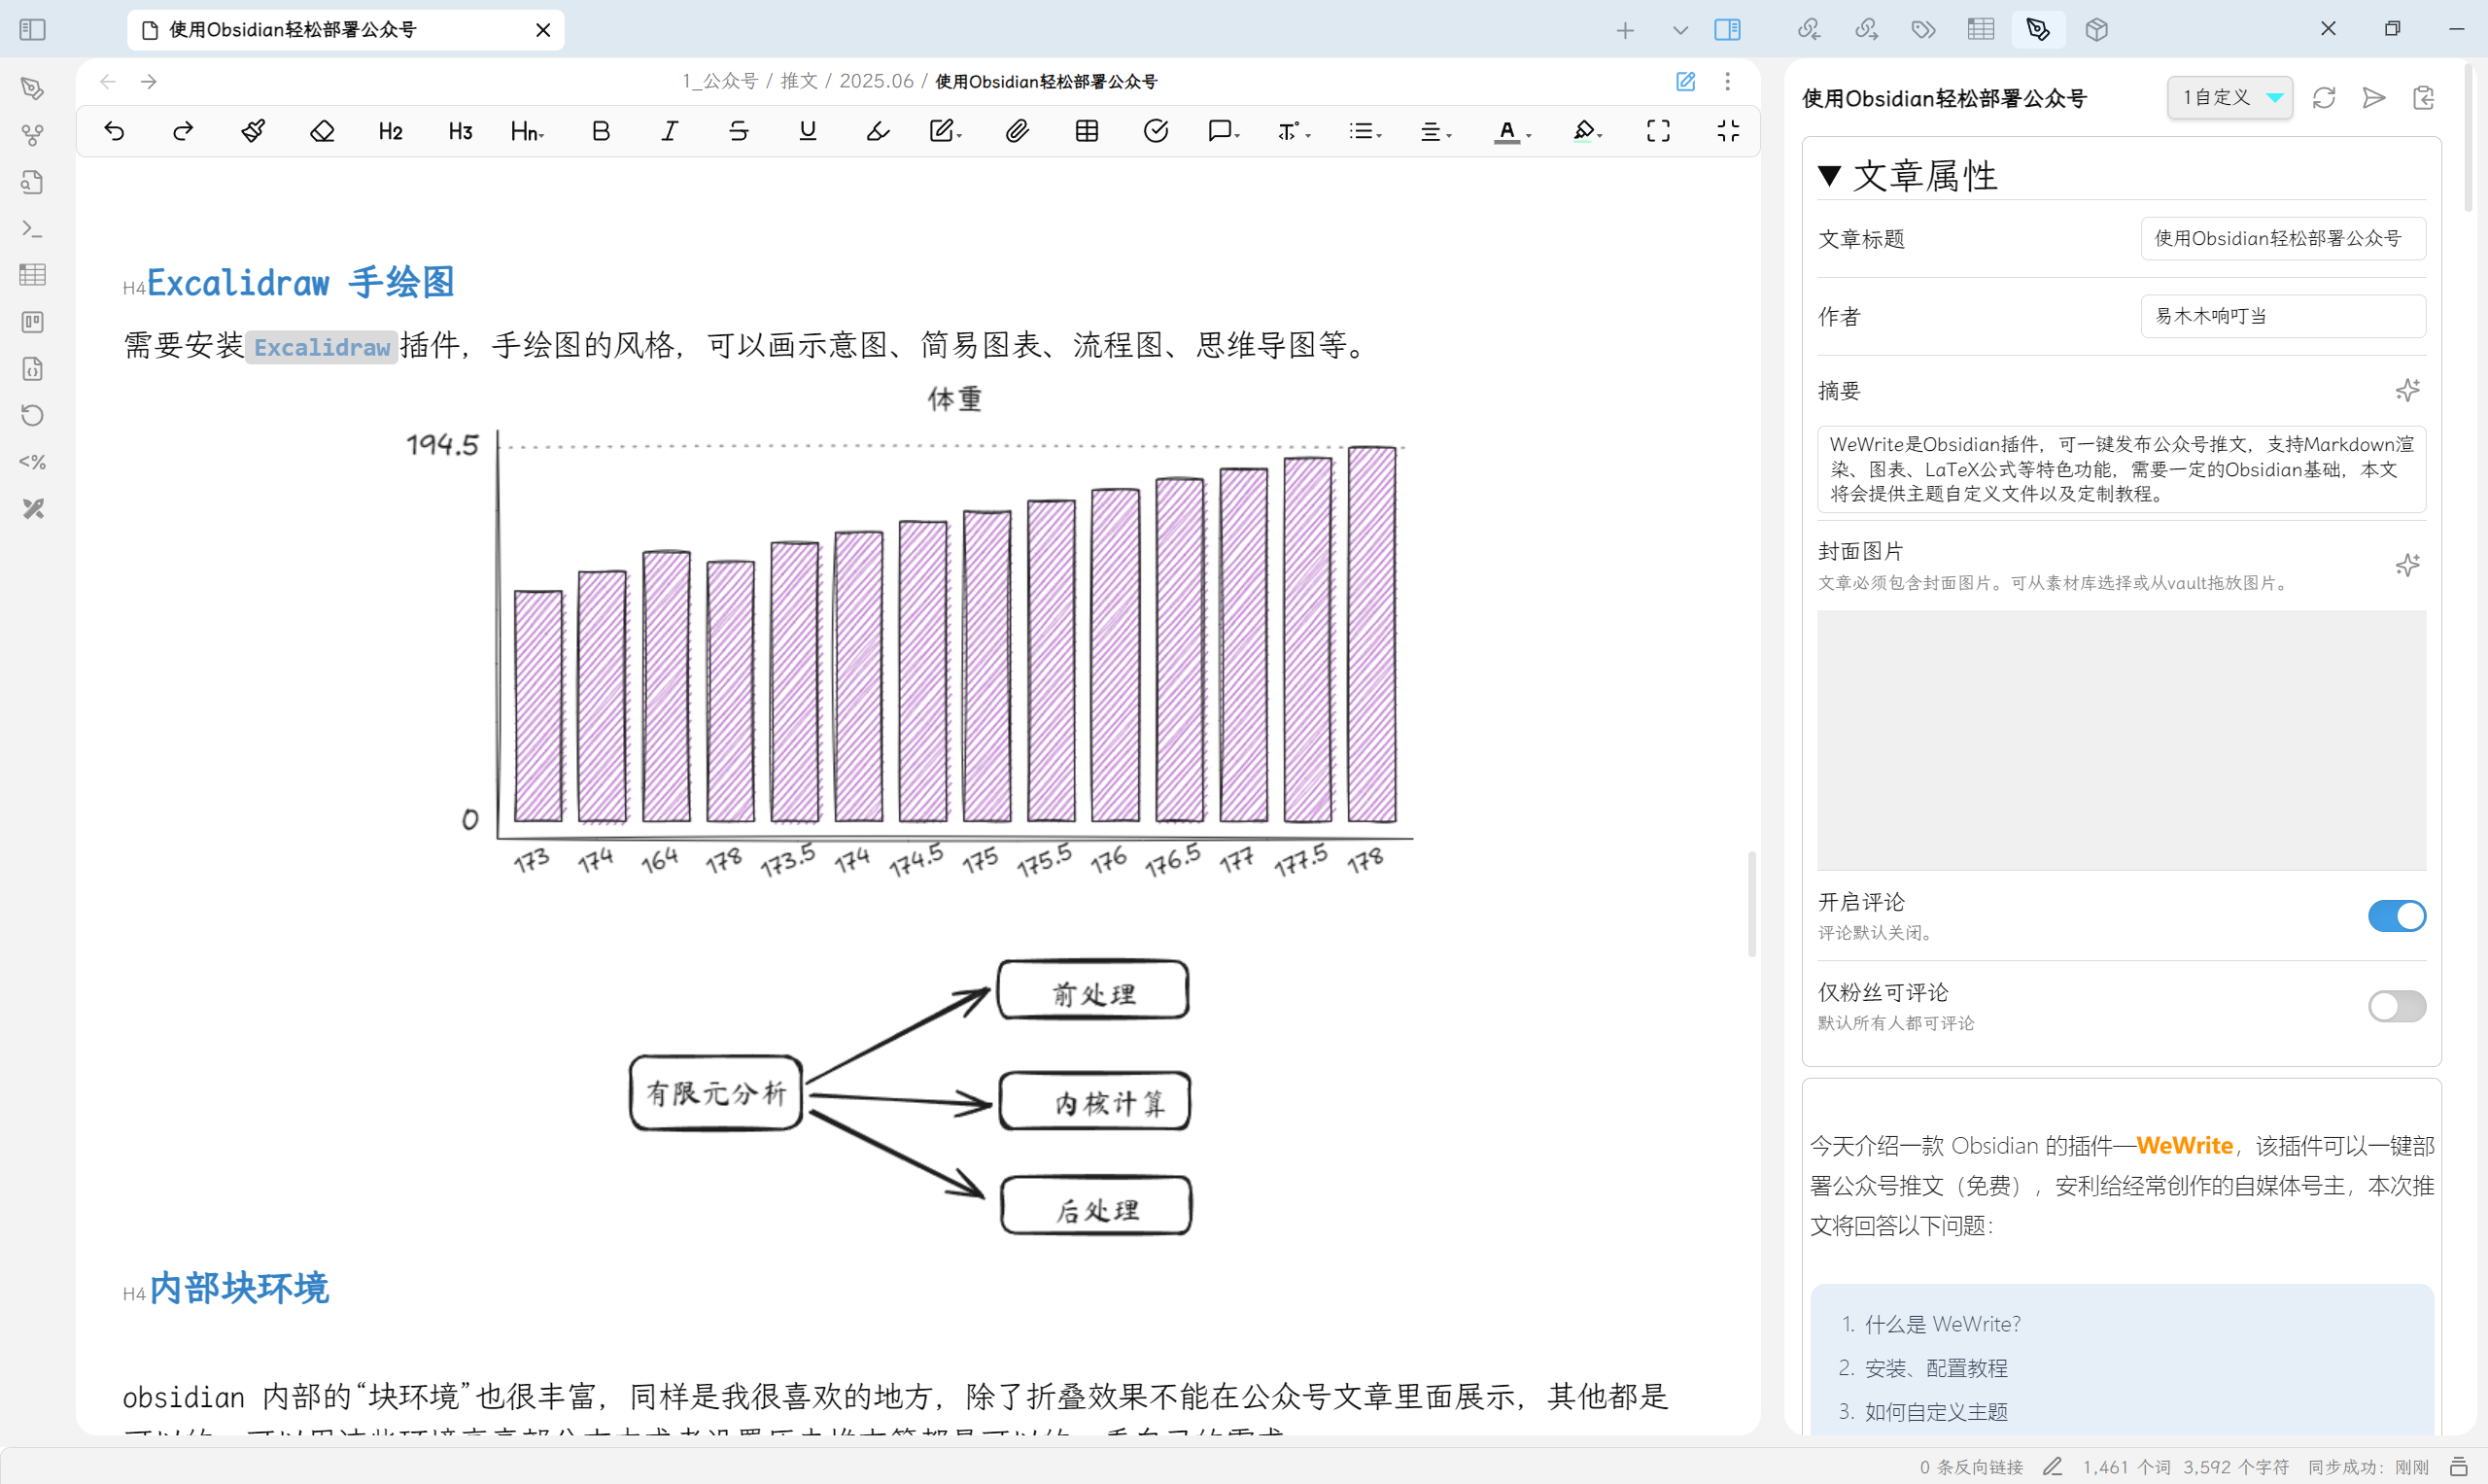 使用Obsidian轻松部署公众号
1_公众号 / 推文 / 2025.06 / 使用Obsidian轻松部署公众号
H2 H3 Hn B I S U T A
<%
H4 Excalidraw 手绘图
需要安装 Excalidraw 插件，手绘图的风格，可以画示意图、简易图表、流程图、思维导图等。
体重
194.5
0
173 174 164 178 173.5 174 174.5 175 175.5 176 176.5 177 177.5 178
有限元分析
前处理
内核计算
后处理
H4 内部块环境
obsidian 内部的“块环境”也很丰富，同样是我很喜欢的地方，除了折叠效果不能在公众号文章里面展示，其他都是
使用Obsidian轻松部署公众号
1自定义
▼ 文章属性
文章标题
使用Obsidian轻松部署公众号
作者
易木木响叮当
摘要
WeWrite是Obsidian插件，可一键发布公众号推文，支持Markdown渲
染、图表、LaTeX公式等特色功能，需要一定的Obsidian基础，本文
将会提供主题自定义文件以及定制教程。
封面图片
文章必须包含封面图片。可从素材库选择或从vault拖放图片。
开启评论
评论默认关闭。
仅粉丝可评论
默认所有人都可评论
今天介绍一款 Obsidian 的插件—WeWrite，该插件可以一键部
署公众号推文（免费），安利给经常创作的自媒体号主，本次推
文将回答以下问题：
1. 什么是 WeWrite?
2. 安装、配置教程
3. 如何自定义主题
0 条反向链接 1,461 个词 3,592 个字符 同步成功：刚刚